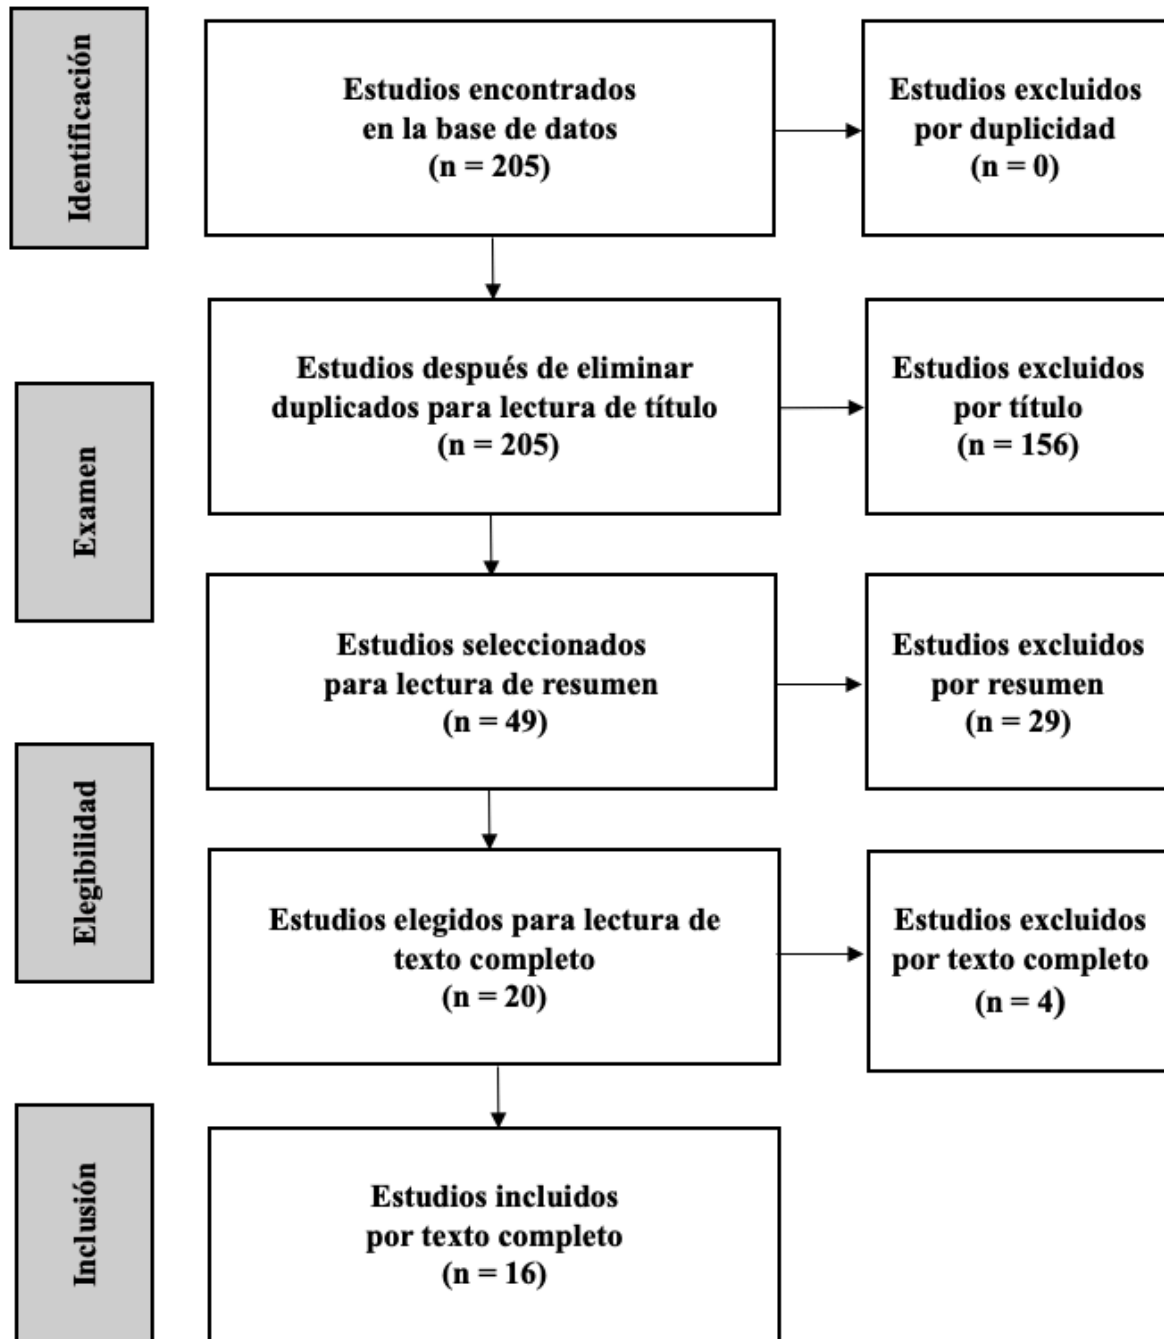 Identificación
Estudios encontrados
en la base de datos
(n = 205)
Estudios excluidos
por duplicidad
(n = 0)
Examen
Estudios después de eliminar
duplicados para lectura de título
(n = 205)
Estudios excluidos
por título
(n = 156)
Estudios seleccionados
para lectura de resumen
(n = 49)
Estudios excluidos
por resumen
(n = 29)
Elegibilidad
Estudios elegidos para lectura de
texto completo
(n = 20)
Estudios excluidos
por texto completo
(n = 4)
Inclusión
Estudios incluidos
por texto completo
(n = 16)